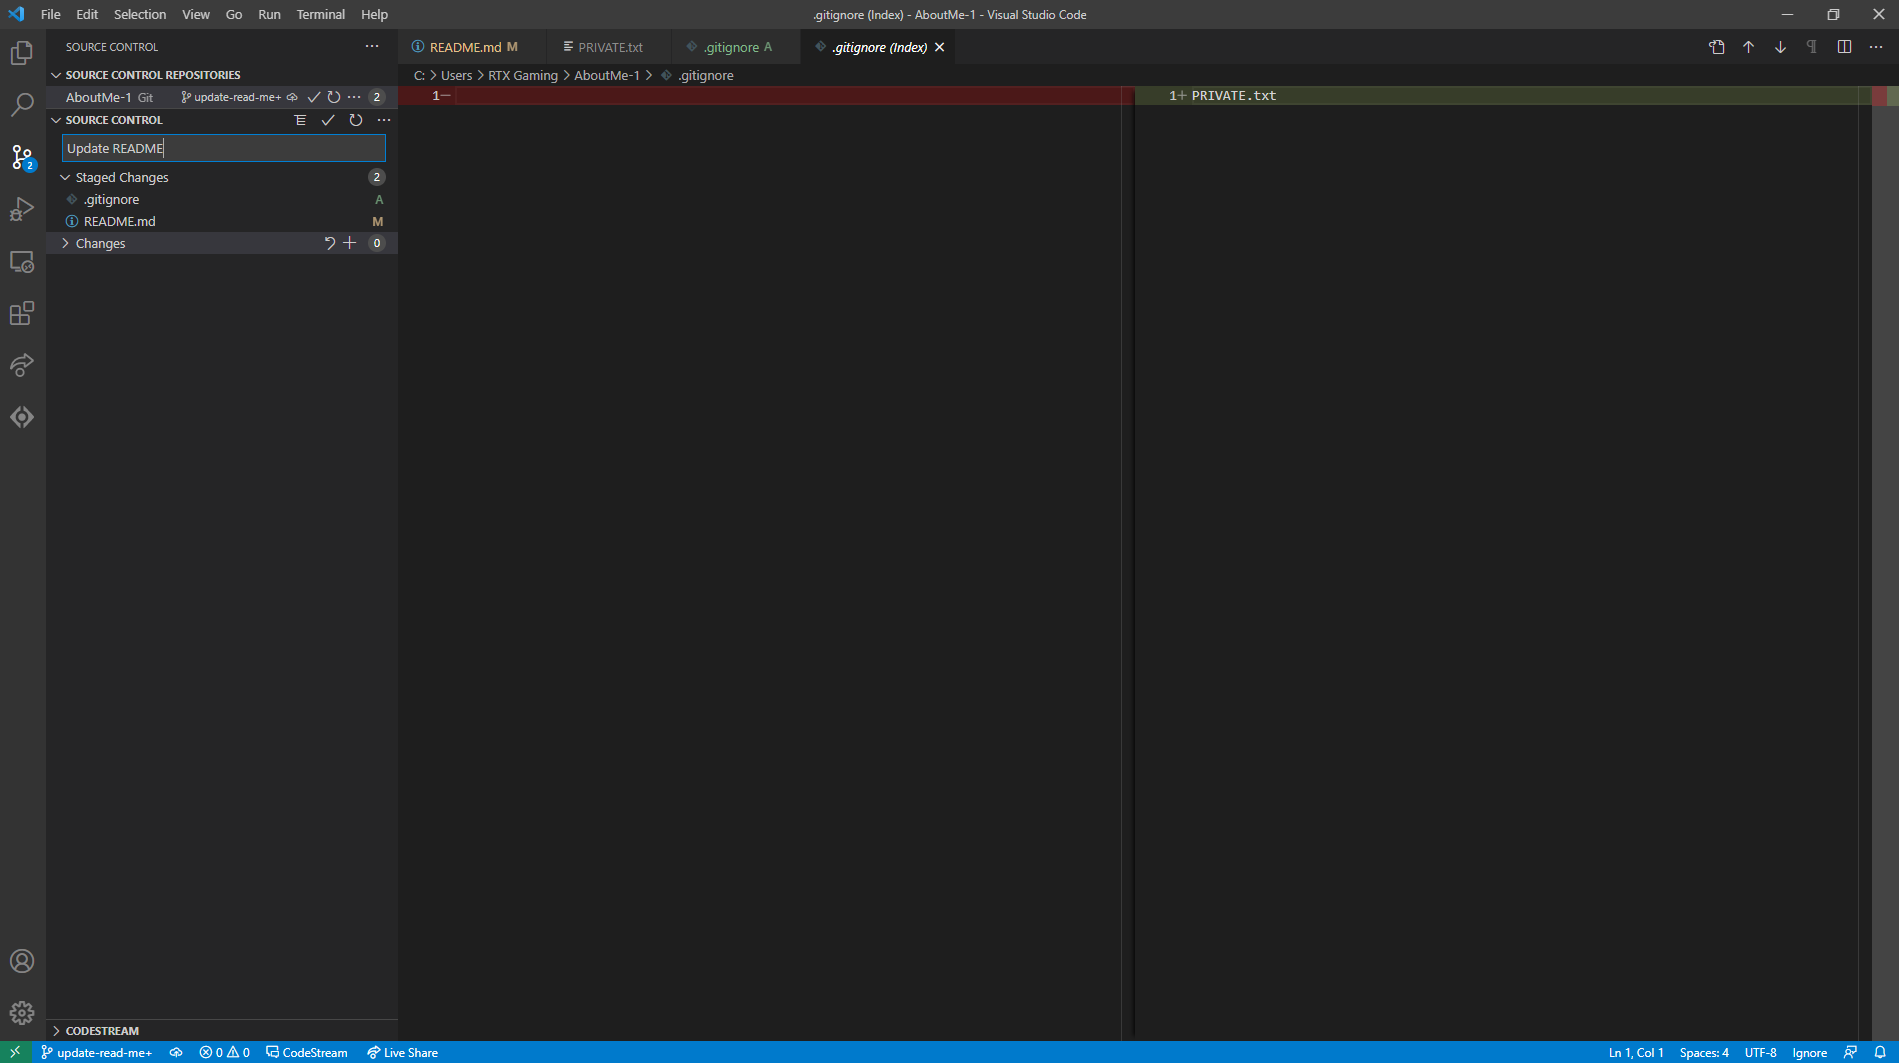 File Edit Selection View Go Run Terminal Help
.gitignore (Index) - AboutMe-1 - Visual Studio Code
SOURCE CONTROL
README.md M
PRIVATE.txt
.gitignore A
.gitignore (Index)
SOURCE CONTROL REPOSITORIES
C: > Users > RTX Gaming > AboutMe-1 > .gitignore
AboutMe-1 Git update-read-me+ 2
1−
1+ PRIVATE.txt
SOURCE CONTROL
Update README
2
Staged Changes 2
.gitignore A
README.md M
Changes 0
CODESTREAM
update-read-me+ 0 0 CodeStream Live Share
Ln 1, Col 1 Spaces: 4 UTF-8 Ignore